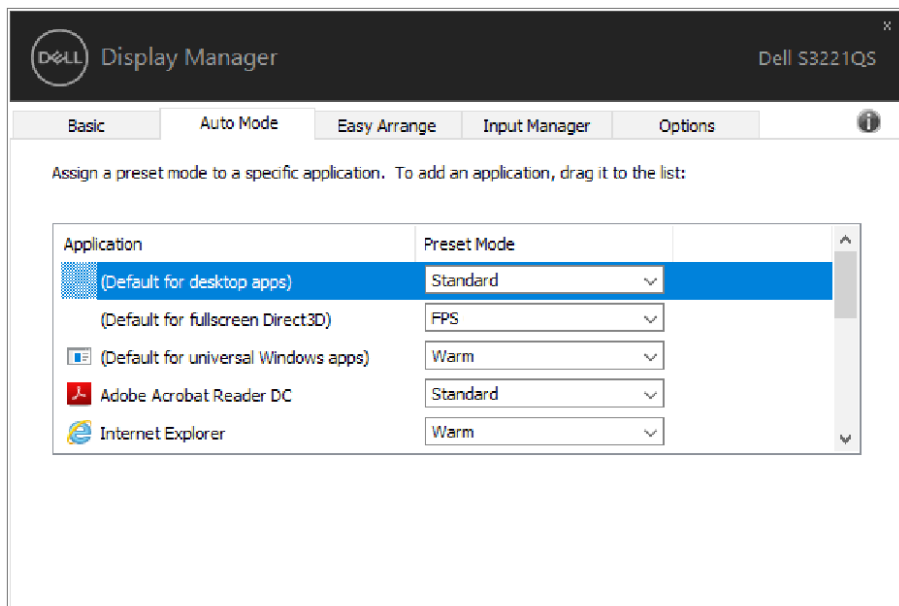 x
DELL Display Manager Dell S3221QS
Basic Auto Mode Easy Arrange Input Manager Options i
Assign a preset mode to a specific application. To add an application, drag it to the list:
Application Preset Mode
(Default for desktop apps) Standard
(Default for fullscreen Direct3D) FPS
(Default for universal Windows apps) Warm
Adobe Acrobat Reader DC Standard
Internet Explorer Warm